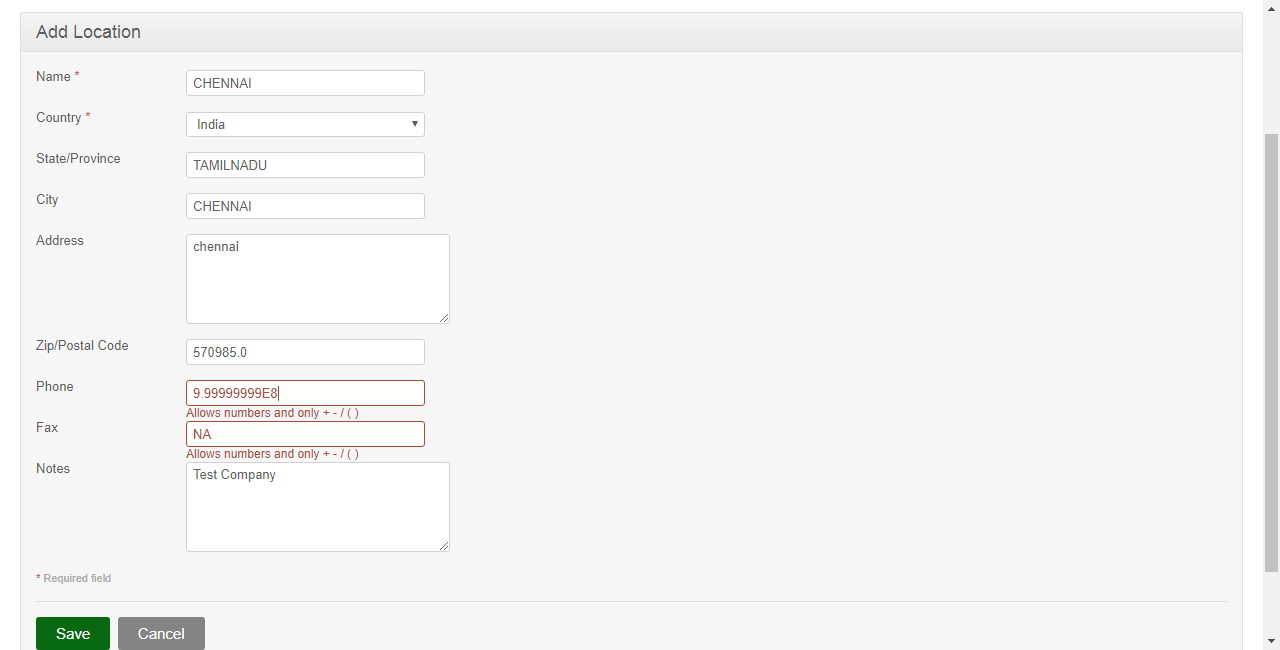 Add Location
Name *
CHENNAI
Country *
India
State/Province
TAMILNADU
City
CHENNAI
Address
chennai
Zip/Postal Code
570985.0
Phone
9.99999999E8
Allows numbers and only + - / ( )
Fax
NA
Allows numbers and only + - / ( )
Notes
Test Company
* Required field
Save Cancel